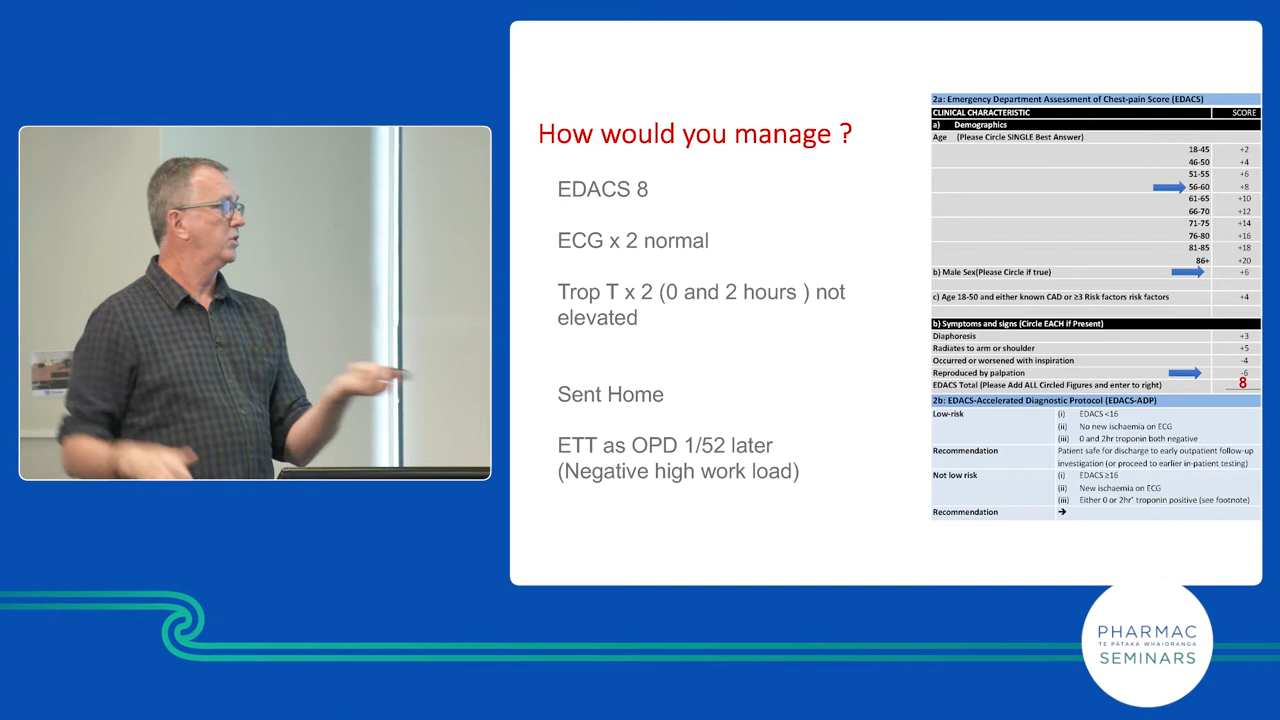 How would you manage ?
EDACS 8
ECG x 2 normal
Trop T x 2 (0 and 2 hours ) not
elevated
Sent Home
ETT as OPD 1/52 later
(Negative high work load)
2a: Emergency Department Assessment of Chest-pain Score (EDACS)
CLINICAL CHARACTERISTIC SCORE
a) Demographics
Age (Please Circle SINGLE Best Answer)
18-45 +2
46-50 +4
51-55 +6
56-60 +8
61-65 +10
66-70 +12
71-75 +14
76-80 +16
81-85 +18
86+ +20
b) Male Sex(Please Circle if true) +6
c) Age 18-50 and either known CAD or ≥3 Risk factors risk factors +4
b) Symptoms and signs (Circle EACH if Present)
Diaphoresis +3
Radiates to arm or shoulder +5
Occurred or worsened with inspiration -4
Reproduced by palpation -6
EDACS Total (Please Add ALL Circled Figures and enter to right) 8
2b: EDACS-Accelerated Diagnostic Protocol (EDACS-ADP)
Low-risk (i) EDACS <16
(ii) No new ischaemia on ECG
(iii) 0 and 2hr troponin both negative
Recommendation Patient safe for discharge to early outpatient follow-up
investigation (or proceed to earlier in-patient testing)
Not low risk (i) EDACS ≥16
(ii) New ischaemia on ECG
(iii) Either 0 or 2hr* troponin positive (see footnote)
Recommendation →
PHARMAC
TE PĀTAKA WHAIORANGA
SEMINARS